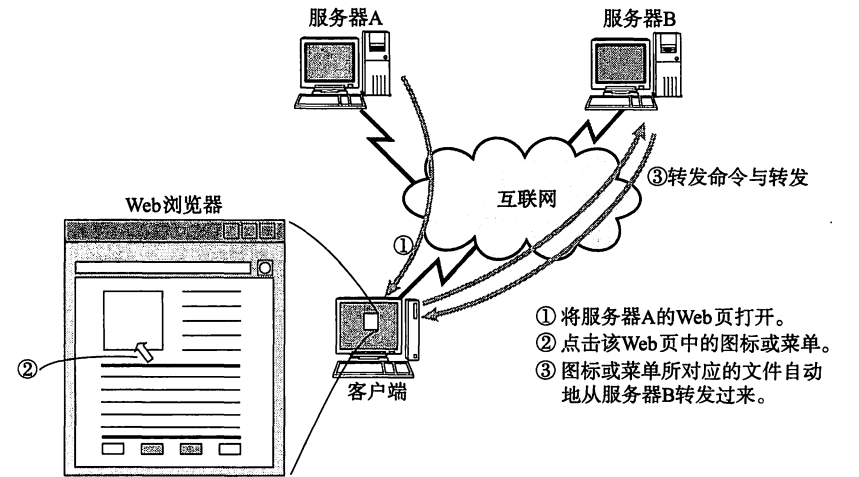 服务器A
服务器B
③转发命令与转发
互联网
Web浏览器
①
②
客户端
① 将服务器A的Web页打开。
② 点击该Web页中的图标或菜单。
③ 图标或菜单所对应的文件自动
地从服务器B转发过来。